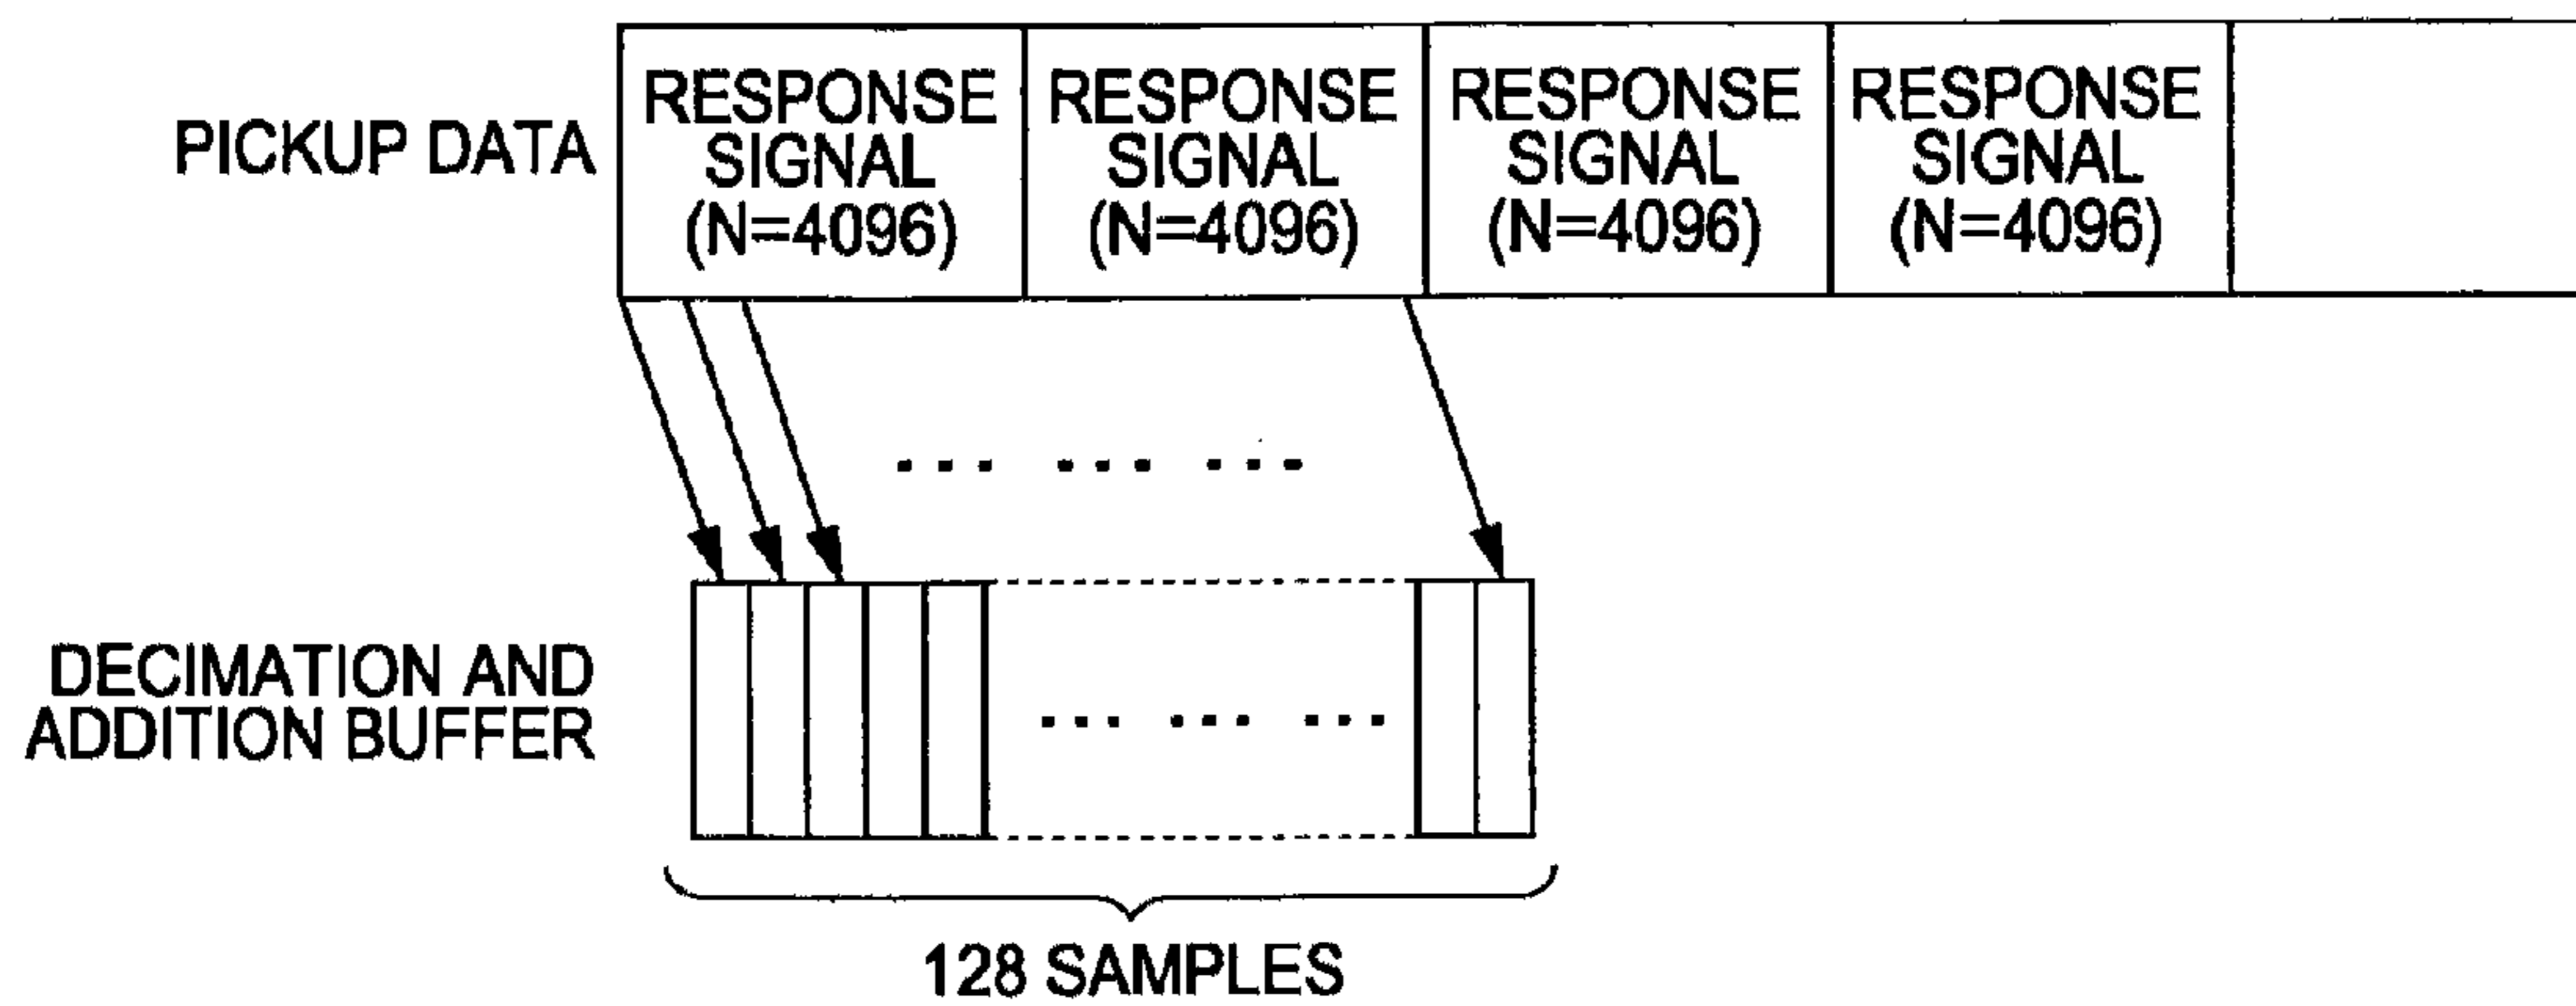 PICKUP DATA
RESPONSE
SIGNAL
(N=4096)
RESPONSE
SIGNAL
(N=4096)
RESPONSE
SIGNAL
(N=4096)
RESPONSE
SIGNAL
(N=4096)
... ... ...
DECIMATION AND
ADDITION BUFFER
... ... ...
128 SAMPLES